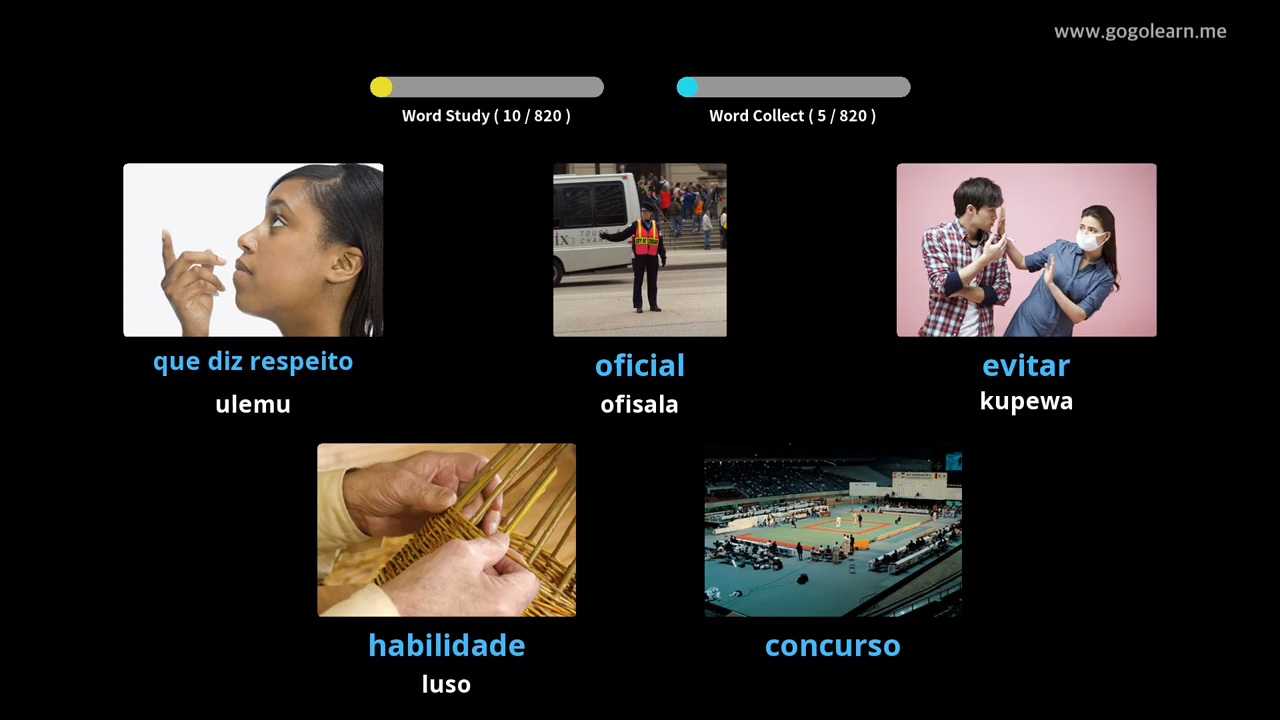 www.gogolearn.me
Word Study ( 10 / 820 )
Word Collect ( 5 / 820 )
que diz respeito
ulemu
oficial
ofisala
evitar
kupewa
habilidade
luso
concurso